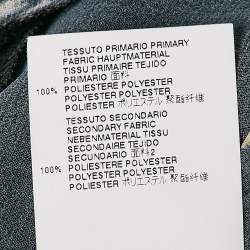 TESSUTO PRIMARIO PRIMARY
FABRIC HAUPTMATERIAL
TISSU PRIMAIRE TEJIDO
PRIMARIO 面料
100% POLIESTERE POLYESTER
POLYESTER POLYESTER
POLIESTER ポリエステル 聚酯纤维
TESSUTO SECONDARIO
SECONDARY FABRIC
NEBENMATERIAL TISSU
SECONDAIRE TEJIDO
SECUNDARIO 面料2
100% POLIESTERE POLYESTER
POLYESTER POLYESTER
POLIESTER ポリエステル 聚酯纤维